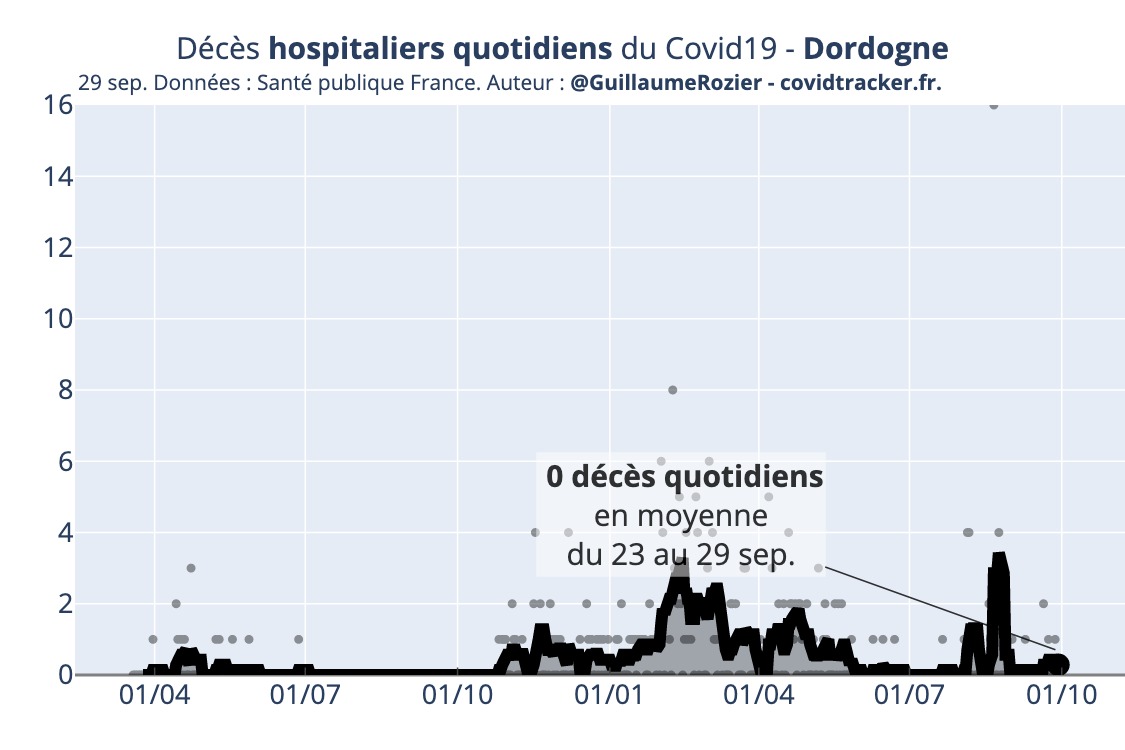 Décès hospitaliers quotidiens du Covid19 - Dordogne
29 sep. Données : Santé publique France. Auteur : @GuillaumeRozier - covidtracker.fr.
16
14
12
10
8
6
4
2
0
0 décès quotidiens
en moyenne
du 23 au 29 sep.
01/04 01/07 01/10 01/01 01/04 01/07 01/10